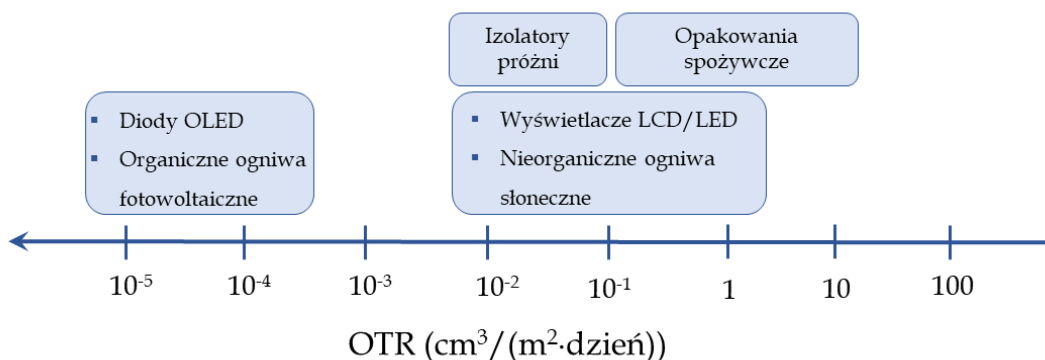 Izolatory
próżni
Opakowania
spożywcze
▪ Diody OLED
▪ Organiczne ogniwa
fotowoltaiczne
▪ Wyświetlacze LCD/LED
▪ Nieorganiczne ogniwa
słoneczne
10⁻⁵ 10⁻⁴ 10⁻³ 10⁻² 10⁻¹ 1 10 100
OTR (cm³/(m²·dzień))